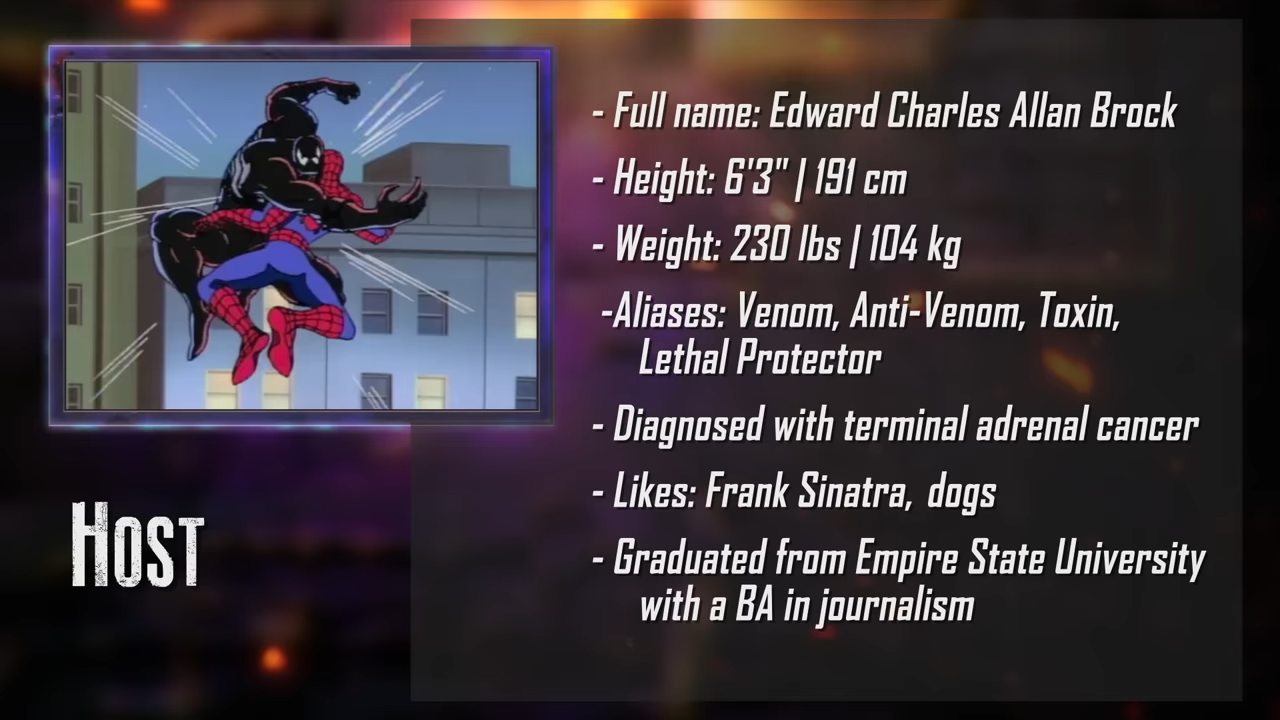 - Full name: Edward Charles Allan Brock
- Height: 6'3" | 191 cm
- Weight: 230 lbs | 104 kg
-Aliases: Venom, Anti-Venom, Toxin,
Lethal Protector
- Diagnosed with terminal adrenal cancer
- Likes: Frank Sinatra, dogs
- Graduated from Empire State University
with a BA in journalism
Host